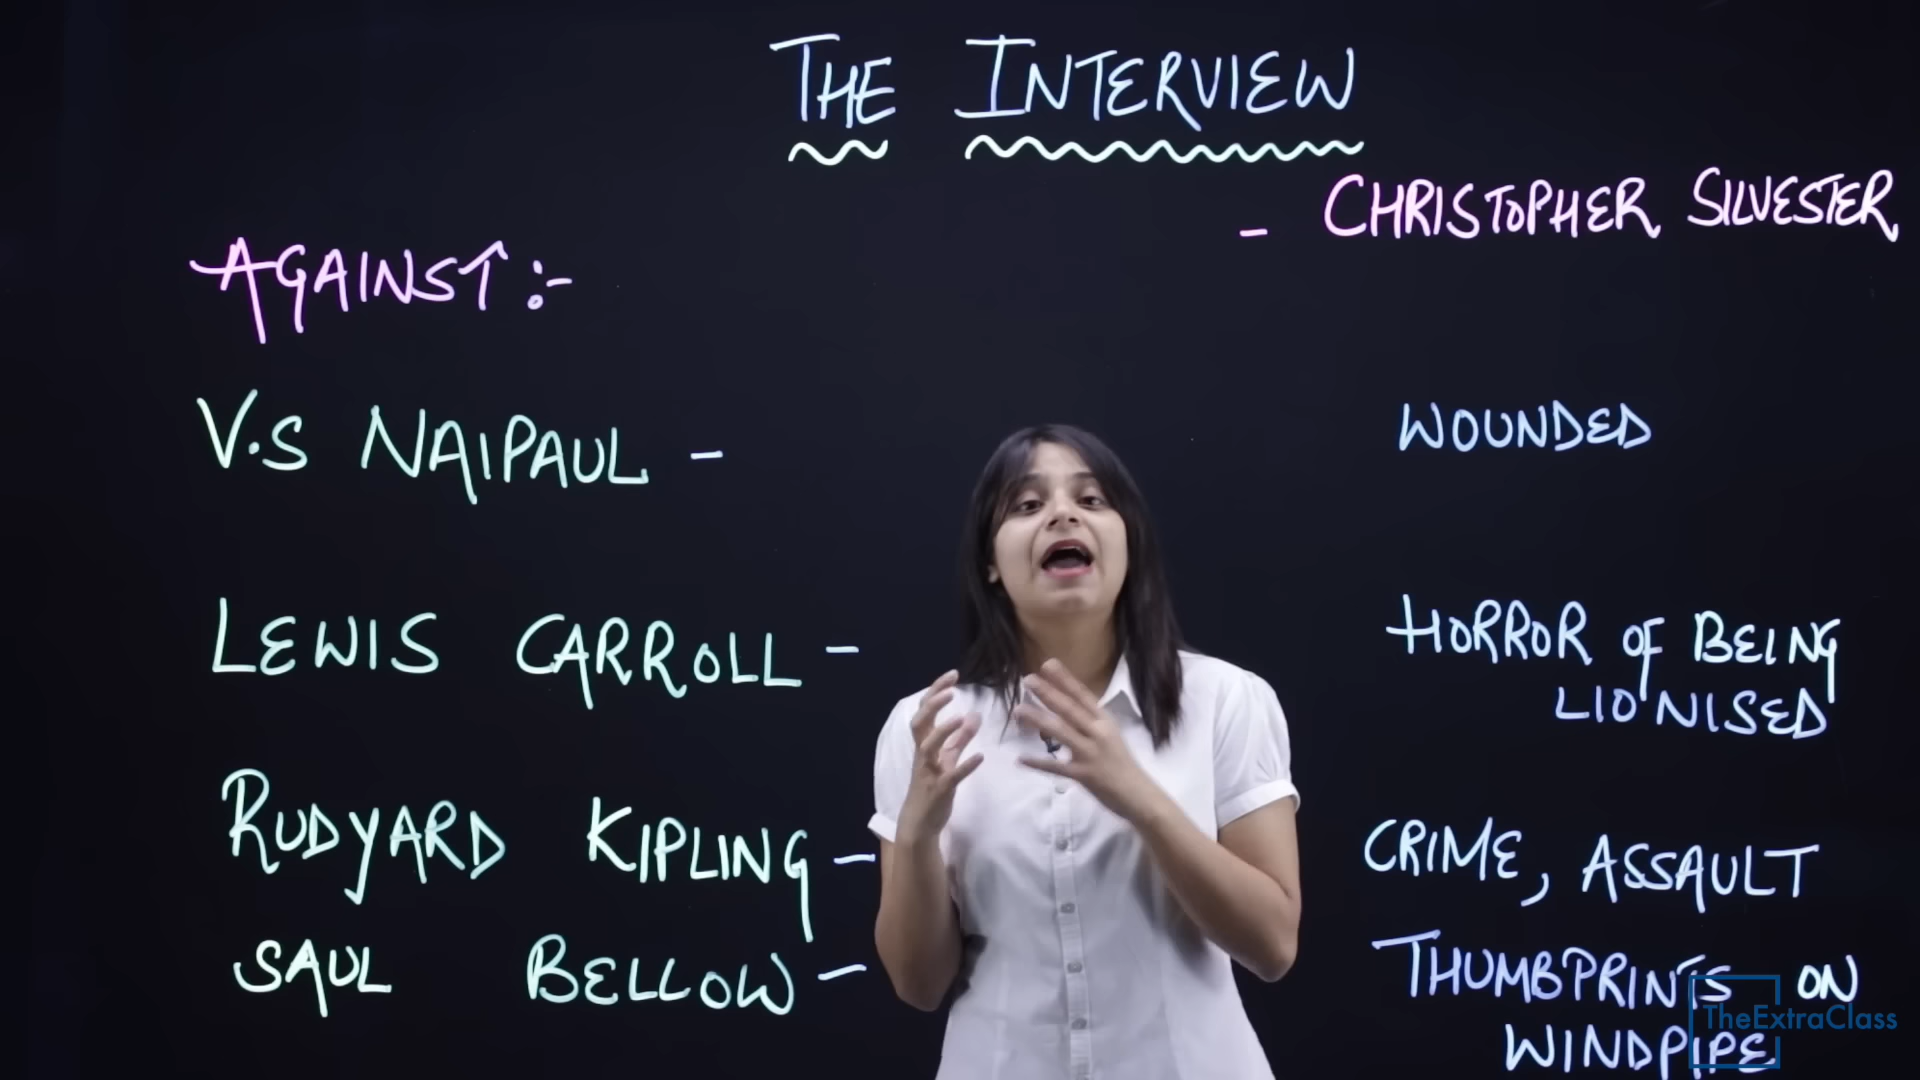 THE INTERVIEW
- CHRISTOPHER SILVESTER
AGAINST :-
V.S NAIPAUL - WOUNDED
LEWIS CARROLL - HORROR OF BEING
LIONISED
RUDYARD KIPLING - CRIME, ASSAULT
SAUL BELLOW - THUMBPRINTS ON
WINDPIPE
TheExtraClass